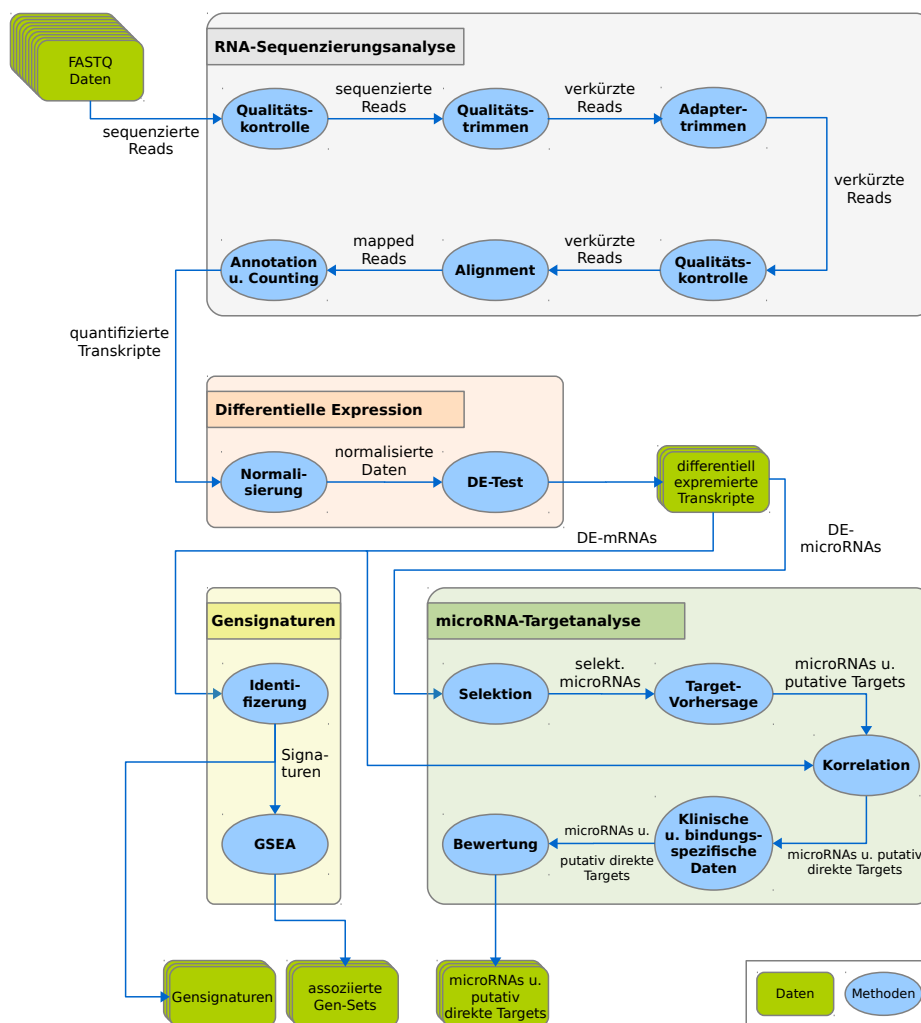 RNA-Sequenzierungsanalyse
FASTQ
Daten
sequenzierte
Reads
Qualitäts-
kontrolle
sequenzierte
Reads
Qualitäts-
trimmen
verkürzte
Reads
Adapter-
trimmen
verkürzte
Reads
Qualitäts-
kontrolle
verkürzte
Reads
Alignment
mapped
Reads
Annotation
u. Counting
quantifizierte
Transkripte
Differentielle Expression
Normali-
sierung
normalisierte
Daten
DE-Test
differentiell
expremierte
Transkripte
DE-mRNAs
DE-
microRNAs
Gensignaturen
Identi-
fizerung
Signa-
turen
GSEA
microRNA-Targetanalyse
Selektion
selekt.
microRNAs
Target-
Vorhersage
microRNAs u.
putative Targets
Korrelation
microRNAs u. putativ
direkte Targets
Klinische
u. bindungs-
spezifische
Daten
microRNAs u.
putativ direkte
Targets
Bewertung
Gensignaturen
assoziierte
Gen-Sets
microRNAs u.
putativ
direkte Targets
Daten
Methoden